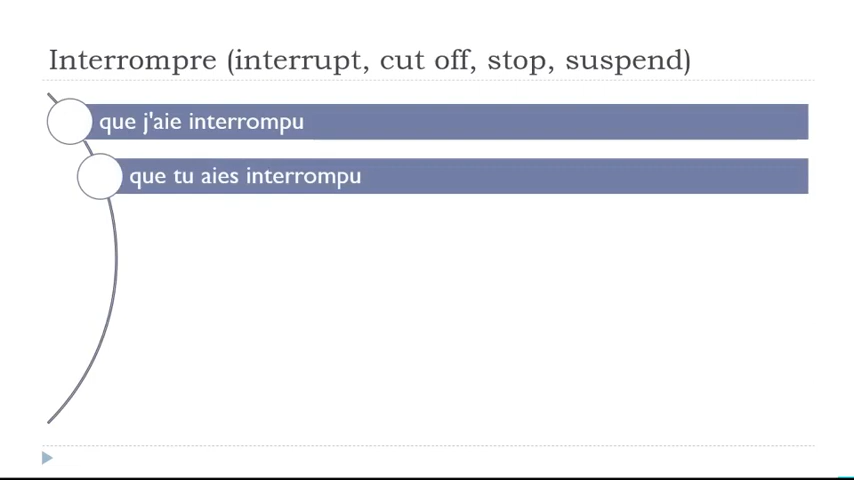 Interrompre (interrupt, cut off, stop, suspend)
que j'aie interrompu
que tu aies interrompu